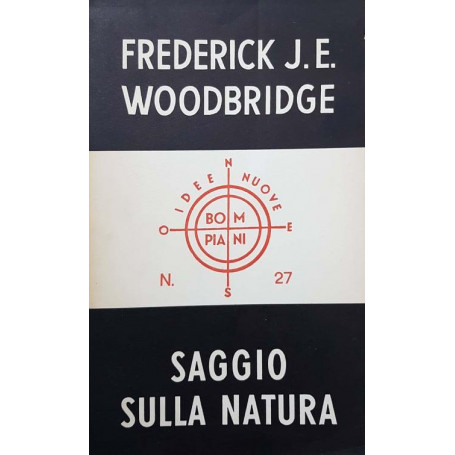 FREDERICK J. E.
WOODBRIDGE
N
IDEE NUOVE
BOM
PIANI
O E
S
N. 27
SAGGIO
SULLA NATURA